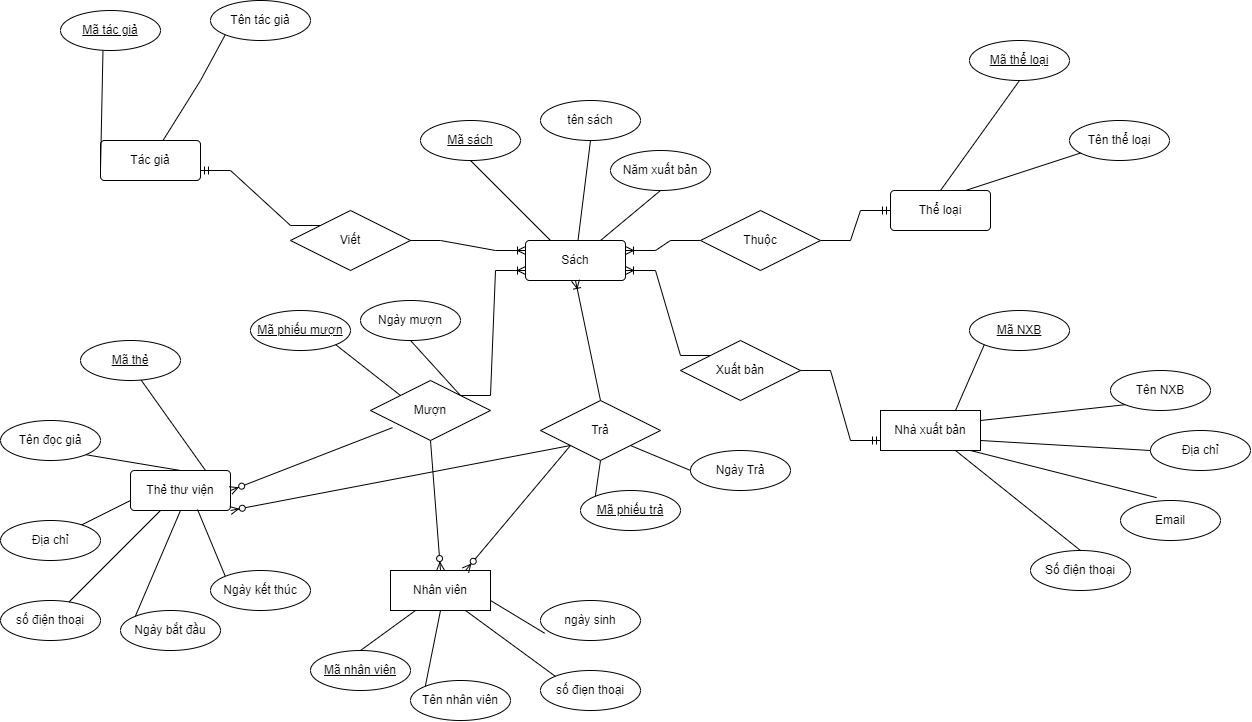 Tên tác giả
Mã tác giả
Mã thể loại
tên sách
Mã sách
Tên thể loại
Tác giả
Năm xuất bản
Thể loại
Viết
Thuộc
Sách
Ngày mượn
Mã phiếu mượn
Mã NXB
Mã thẻ
Xuất bản
Tên NXB
Mượn
Trả
Nhà xuất bản
Tên đọc giả
Địa chỉ
Ngày Trả
Thẻ thư viện
Mã phiếu trả
Email
Địa chỉ
Số điện thoại
Ngày kết thúc
Nhân viên
số điện thoại
ngày sinh
Ngày bắt đầu
Mã nhân viên
số điẹn thoại
Tên nhân viên